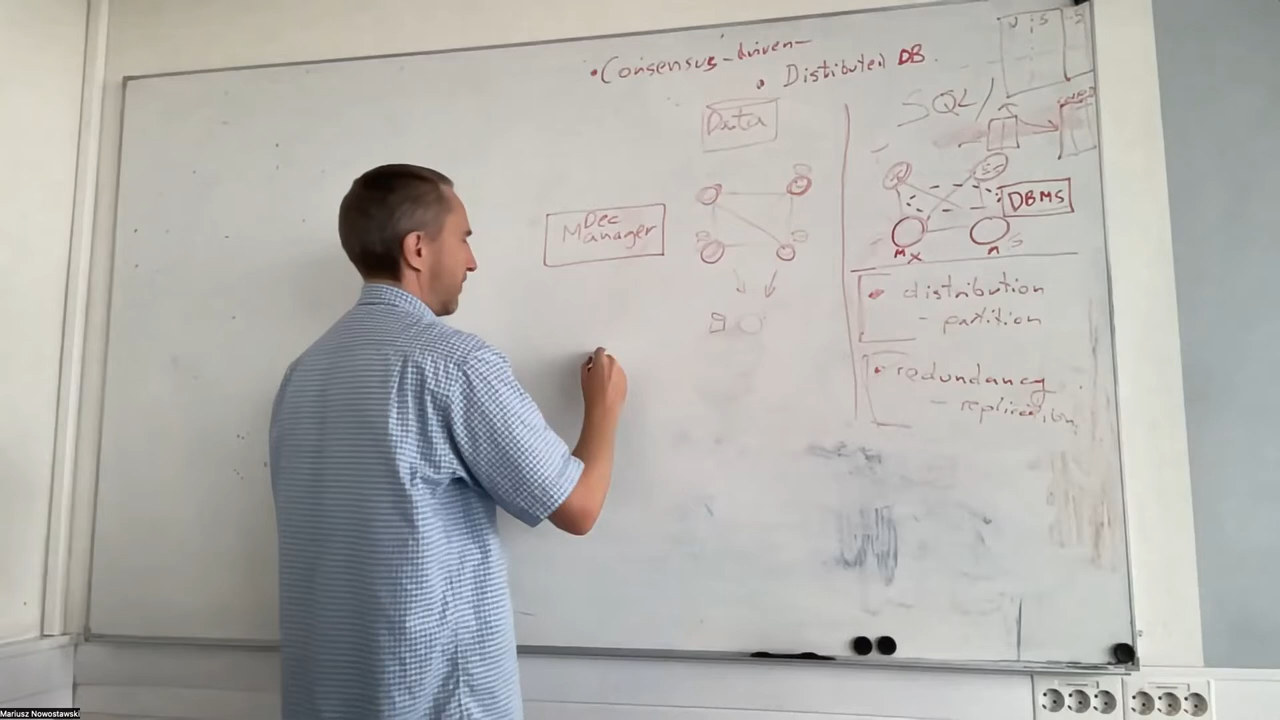 • Consensus-driven-
• Distributed DB
Data
SQL/
Dec
Manager
DBMS
M x
• distribution
- partition
• redundancy
- replication
Mariusz Nowostawski